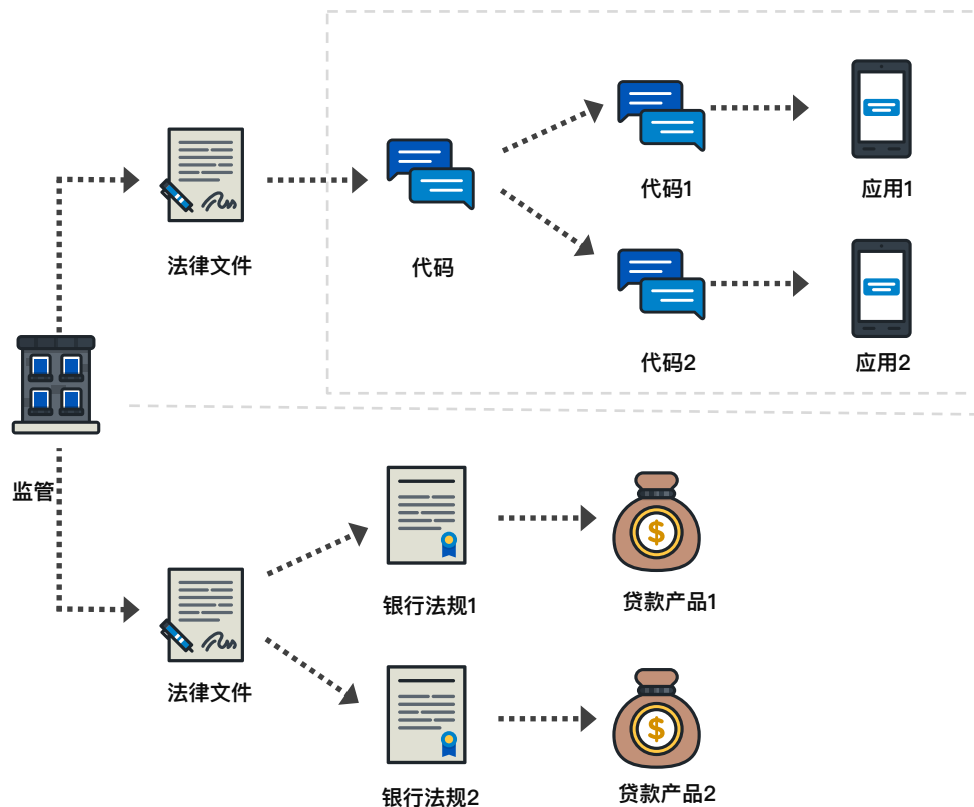 代码1
应用1
法律文件
代码
代码2
应用2
监管
银行法规1
贷款产品1
法律文件
银行法规2
贷款产品2